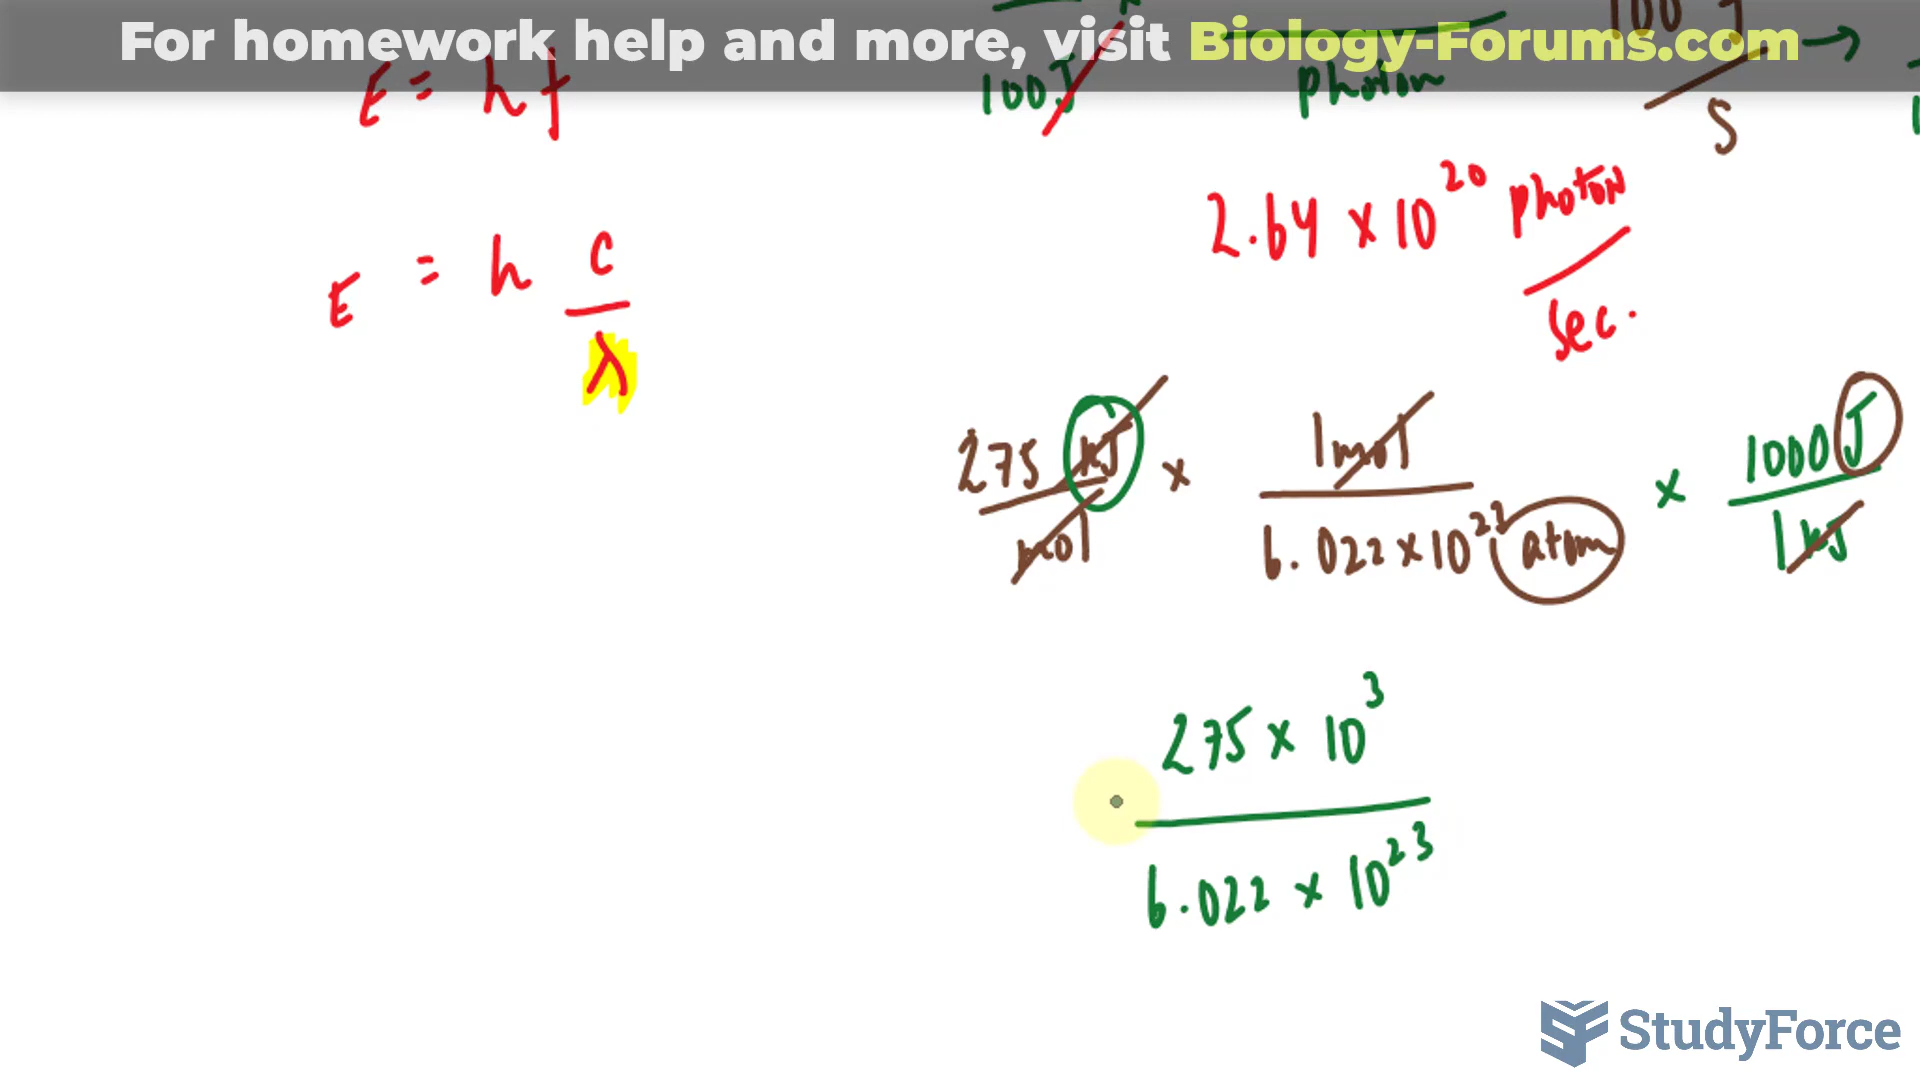 For homework help and more, visit Biology-Forums.com
E = h f
100 J
photon
100 J
S
→
2.64 × 10^20 photon / sec.
E = h c / λ
275 kJ / mol × 1 mol / 6.022 × 10^23 atom × 1000 J / 1 kJ
275 × 10^3
6.022 × 10^23
StudyForce